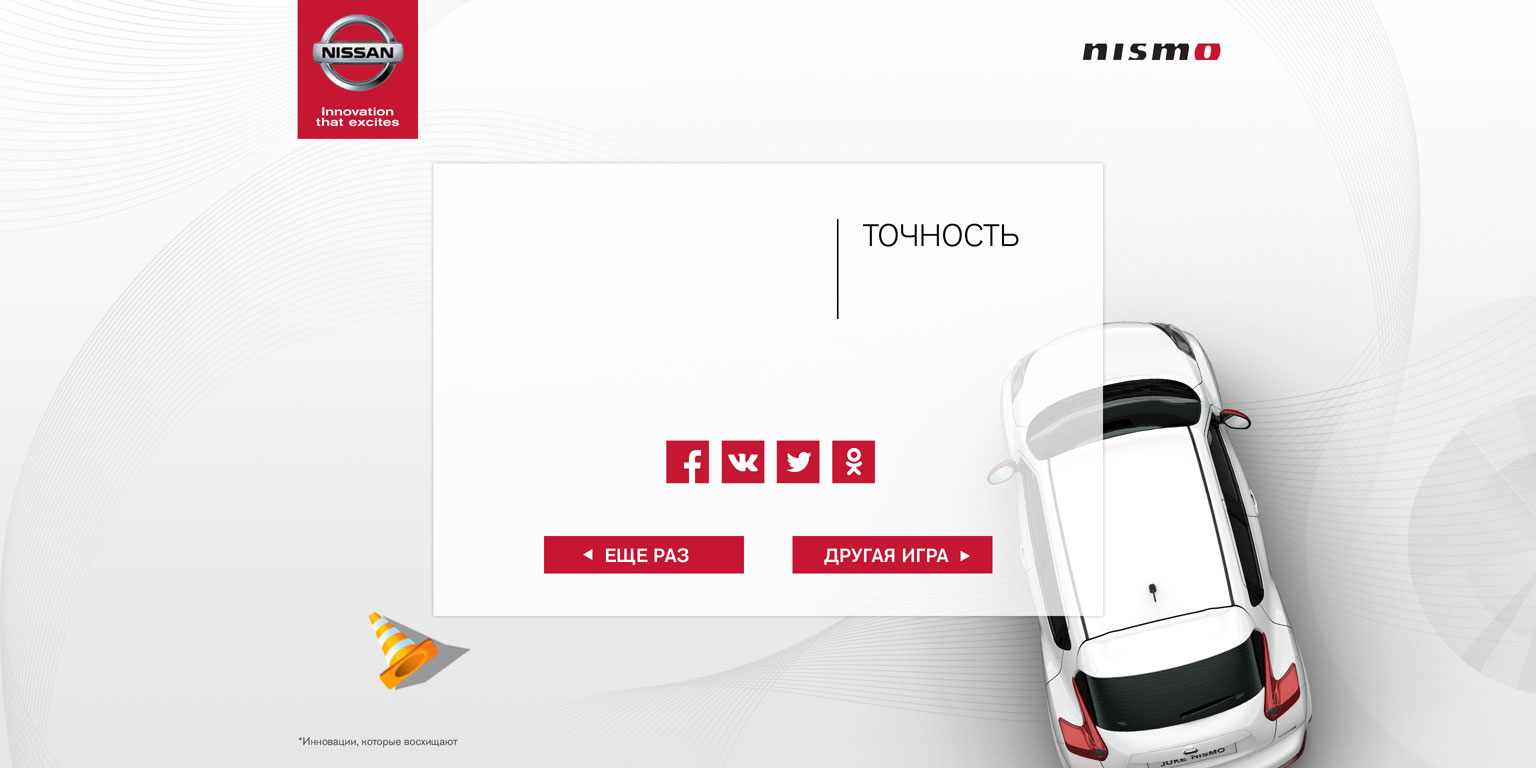 NISSAN
Innovation
that excites
nismo
ТОЧНОСТЬ
ЕЩЕ РАЗ
ДРУГАЯ ИГРА
JUKE NISMO
*Инновации, которые восхищают